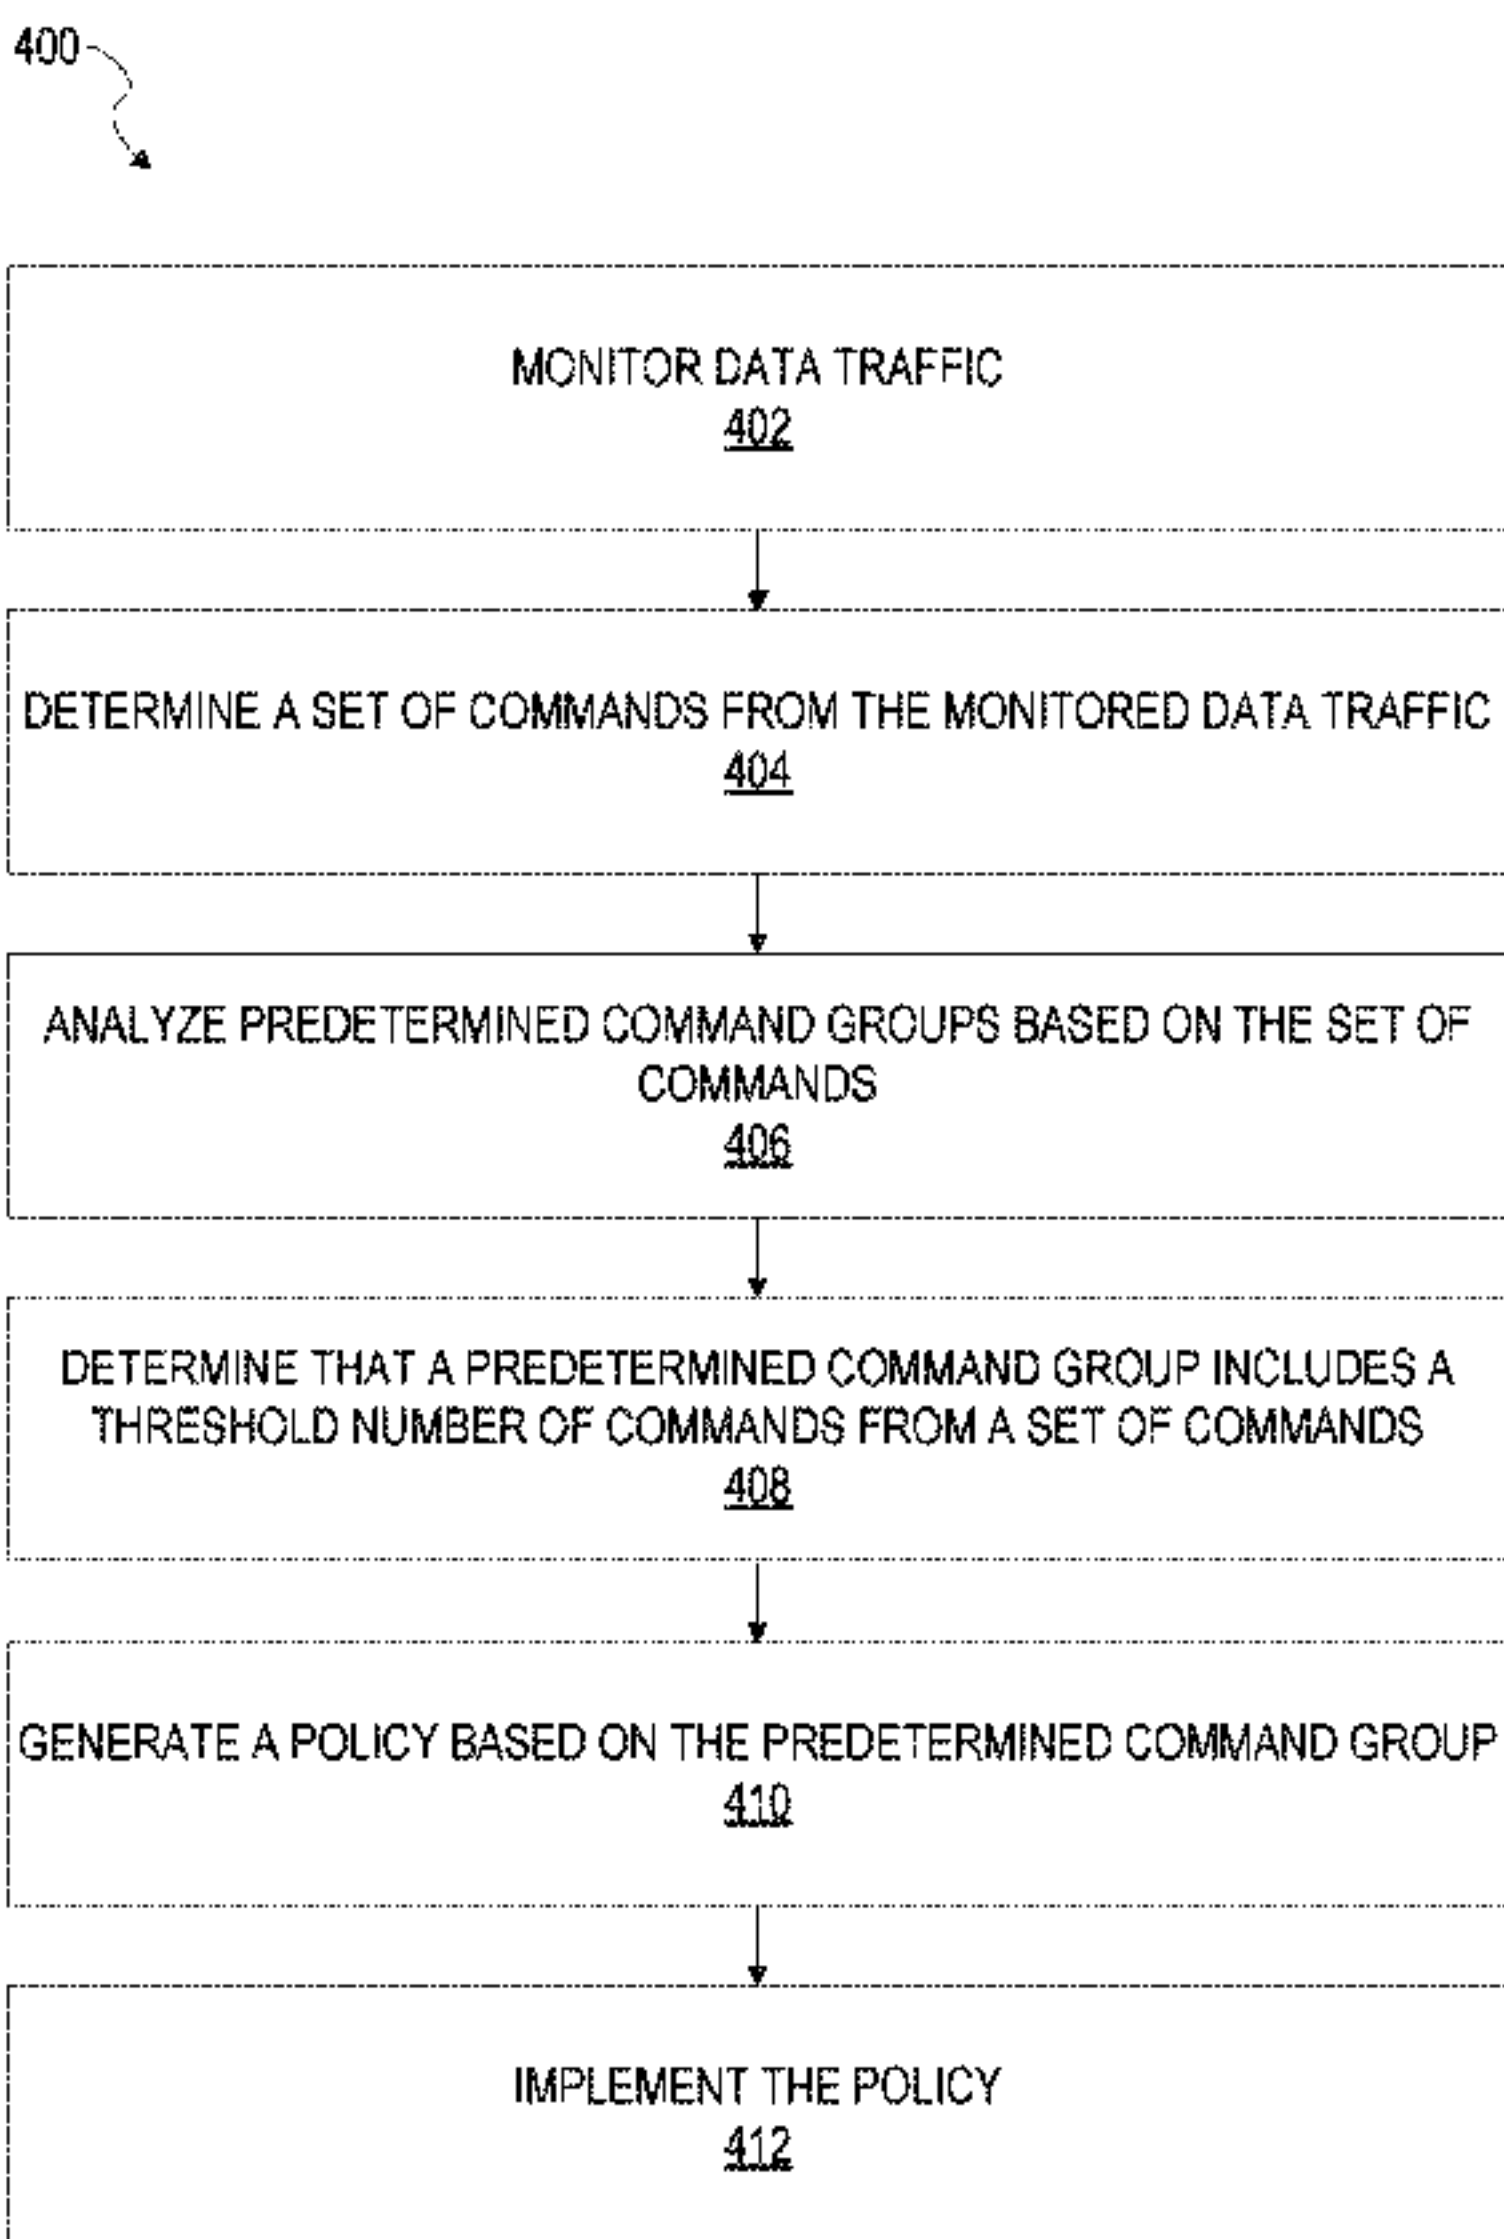 400
MONITOR DATA TRAFFIC
402
DETERMINE A SET OF COMMANDS FROM THE MONITORED DATA TRAFFIC
404
ANALYZE PREDETERMINED COMMAND GROUPS BASED ON THE SET OF
COMMANDS
406
DETERMINE THAT A PREDETERMINED COMMAND GROUP INCLUDES A
THRESHOLD NUMBER OF COMMANDS FROM A SET OF COMMANDS
408
GENERATE A POLICY BASED ON THE PREDETERMINED COMMAND GROUP
410
IMPLEMENT THE POLICY
412